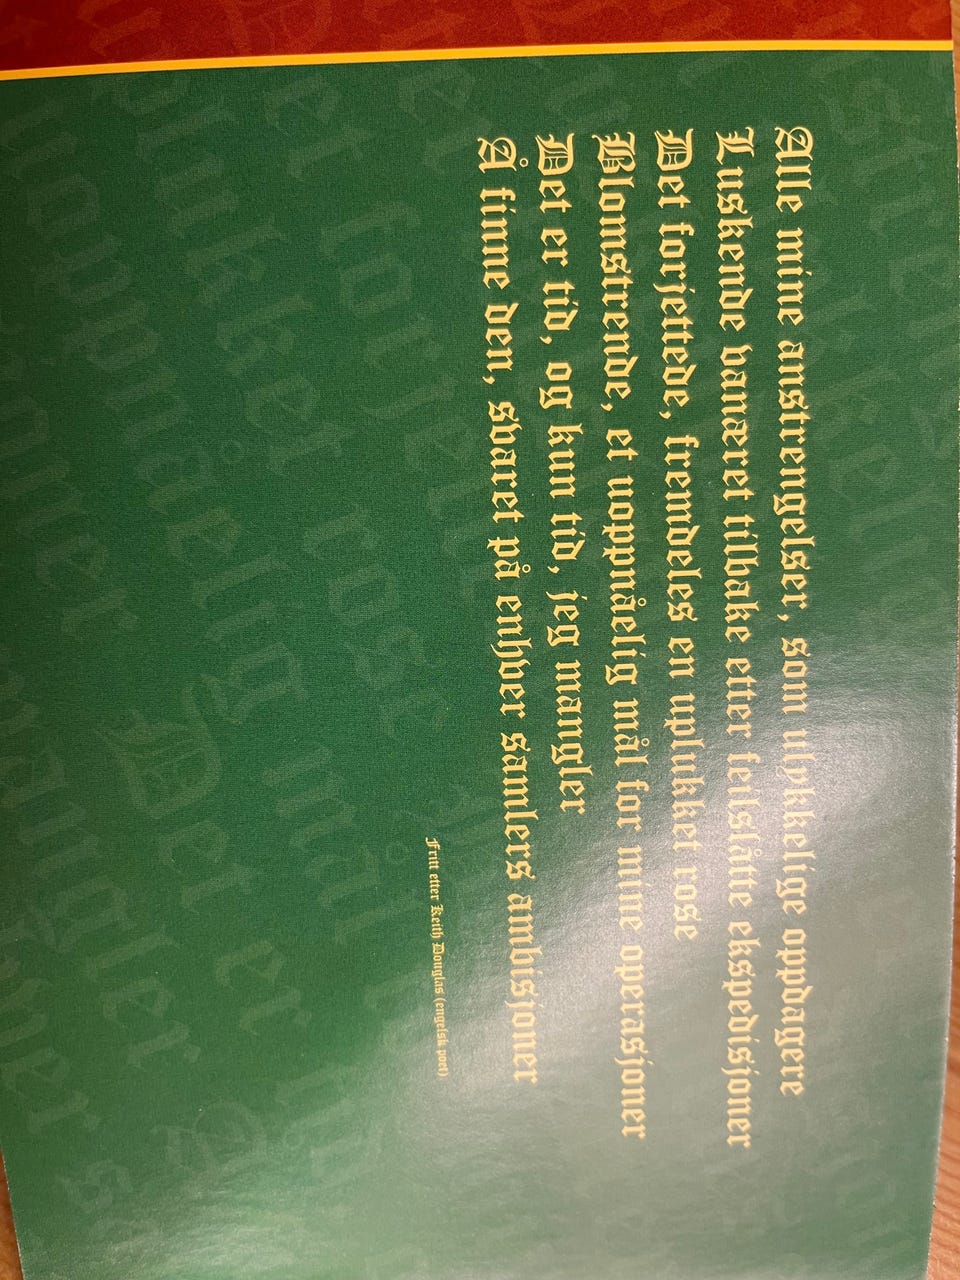 Alle mine anstrengelser, som ulykkelige oppdagere
Luskende vanæret tilbake etter feilslåtte ekspedisjoner
Det forjettede, fremdeles en uplukket rose
Blomstrende, et uoppnåelig mål for mine operasjoner
Det er tid, og kun tid, jeg mangler
Å finne den, svaret på enhver samlers ambisjoner
Fritt etter Keith Douglas (engelsk poet)